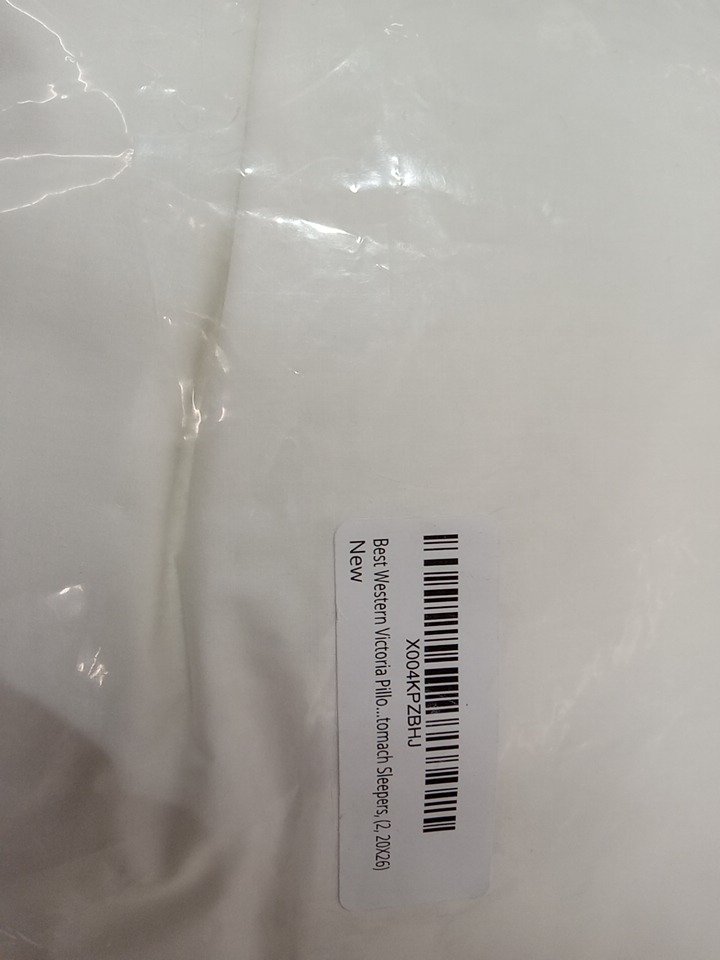 X004KPZBHJ
Best Western Victoria Pillo...tomach Sleepers, (2, 20X26)
New